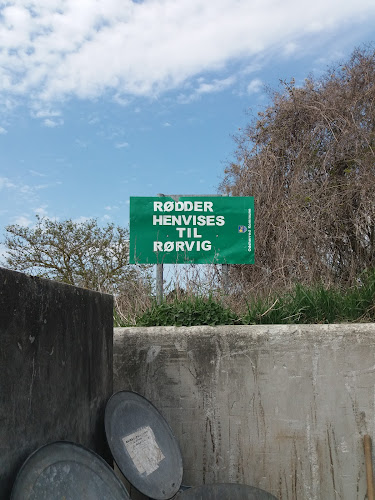 RØDDER
HENVISES
TIL
RØRVIG